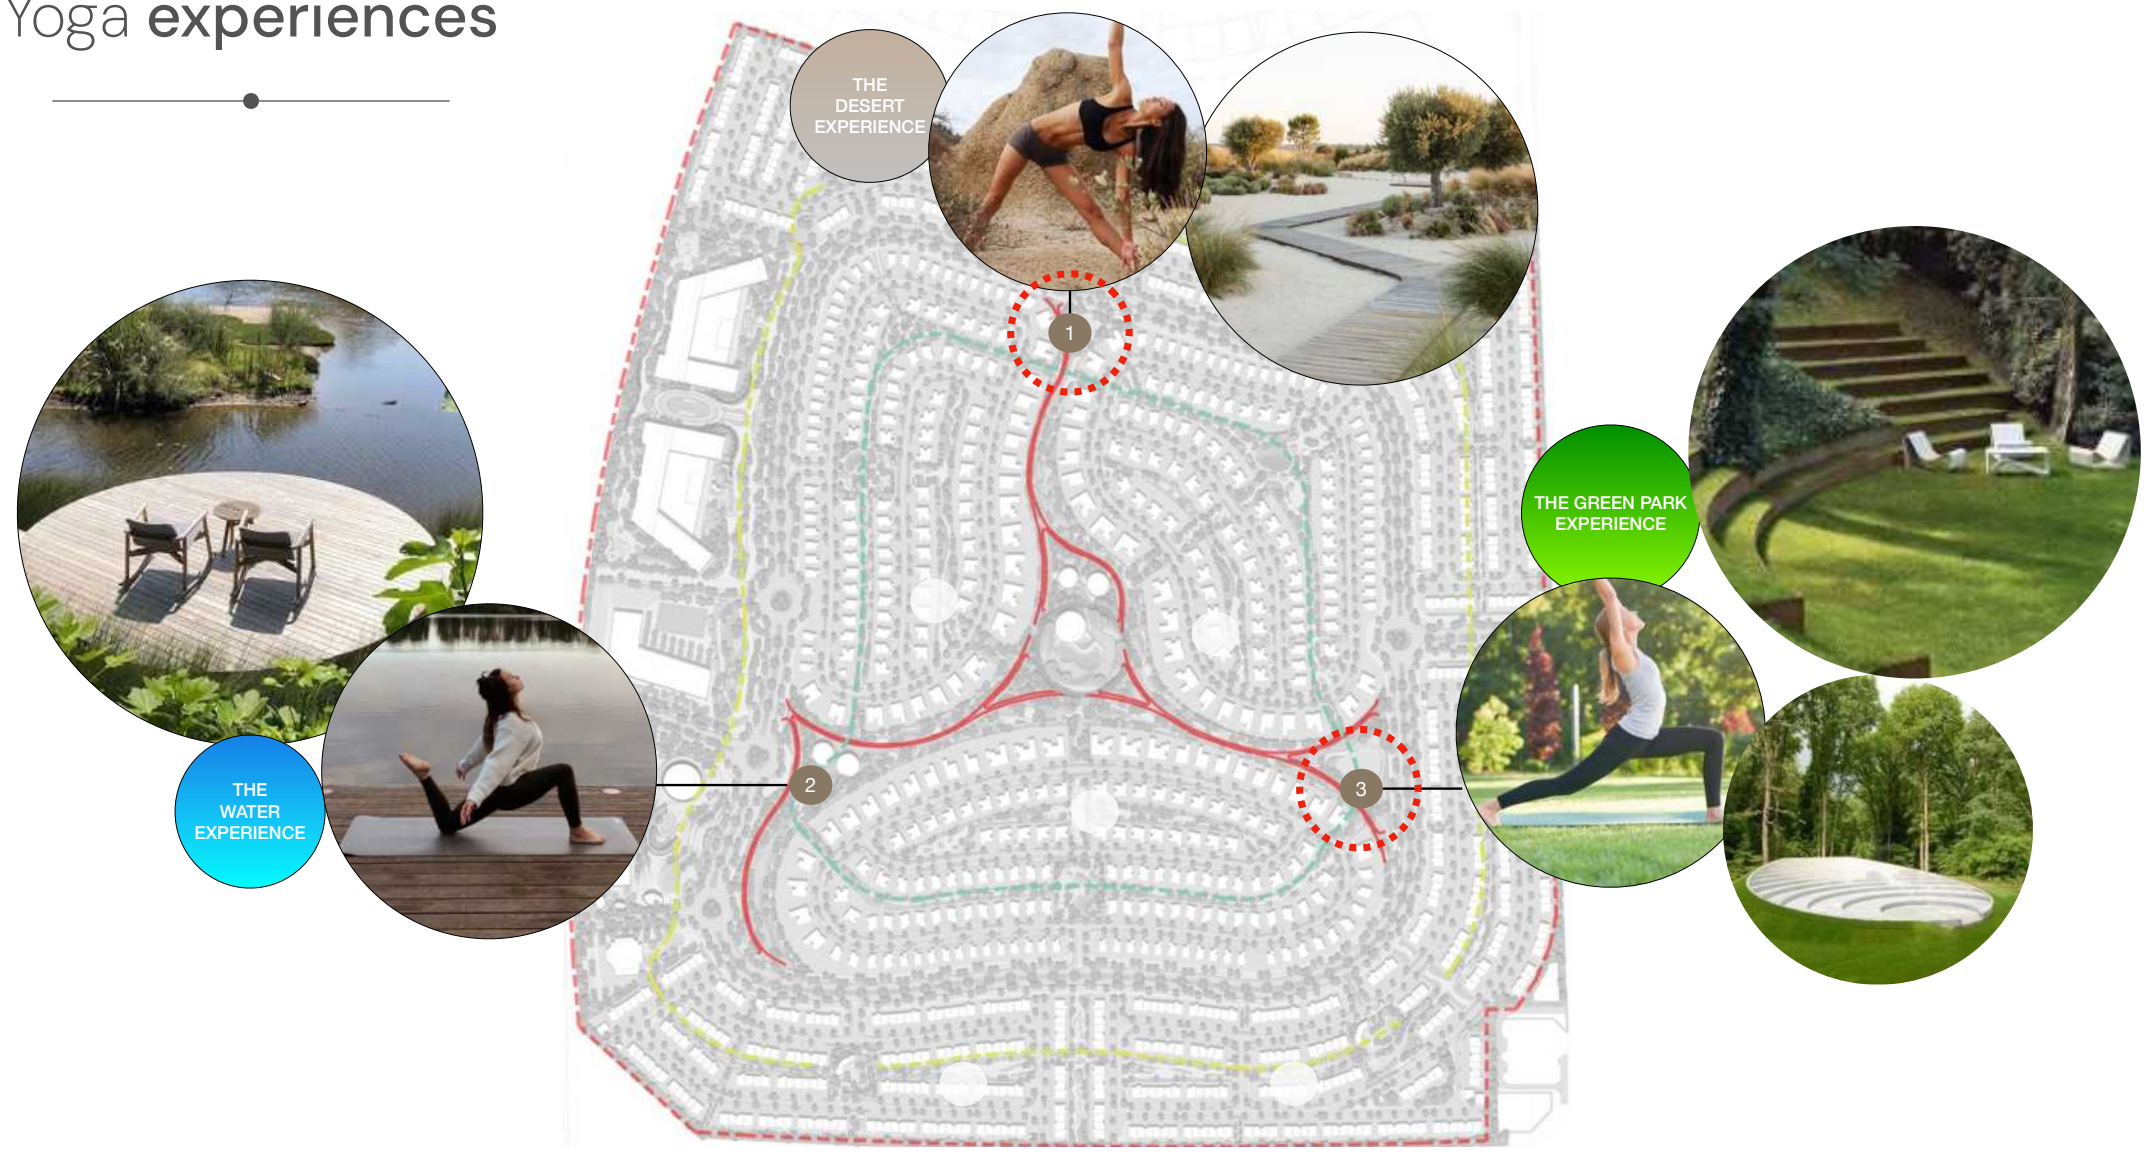 Yoga experiences
THE
DESERT
EXPERIENCE
1
THE GREEN PARK
EXPERIENCE
2
3
THE
WATER
EXPERIENCE